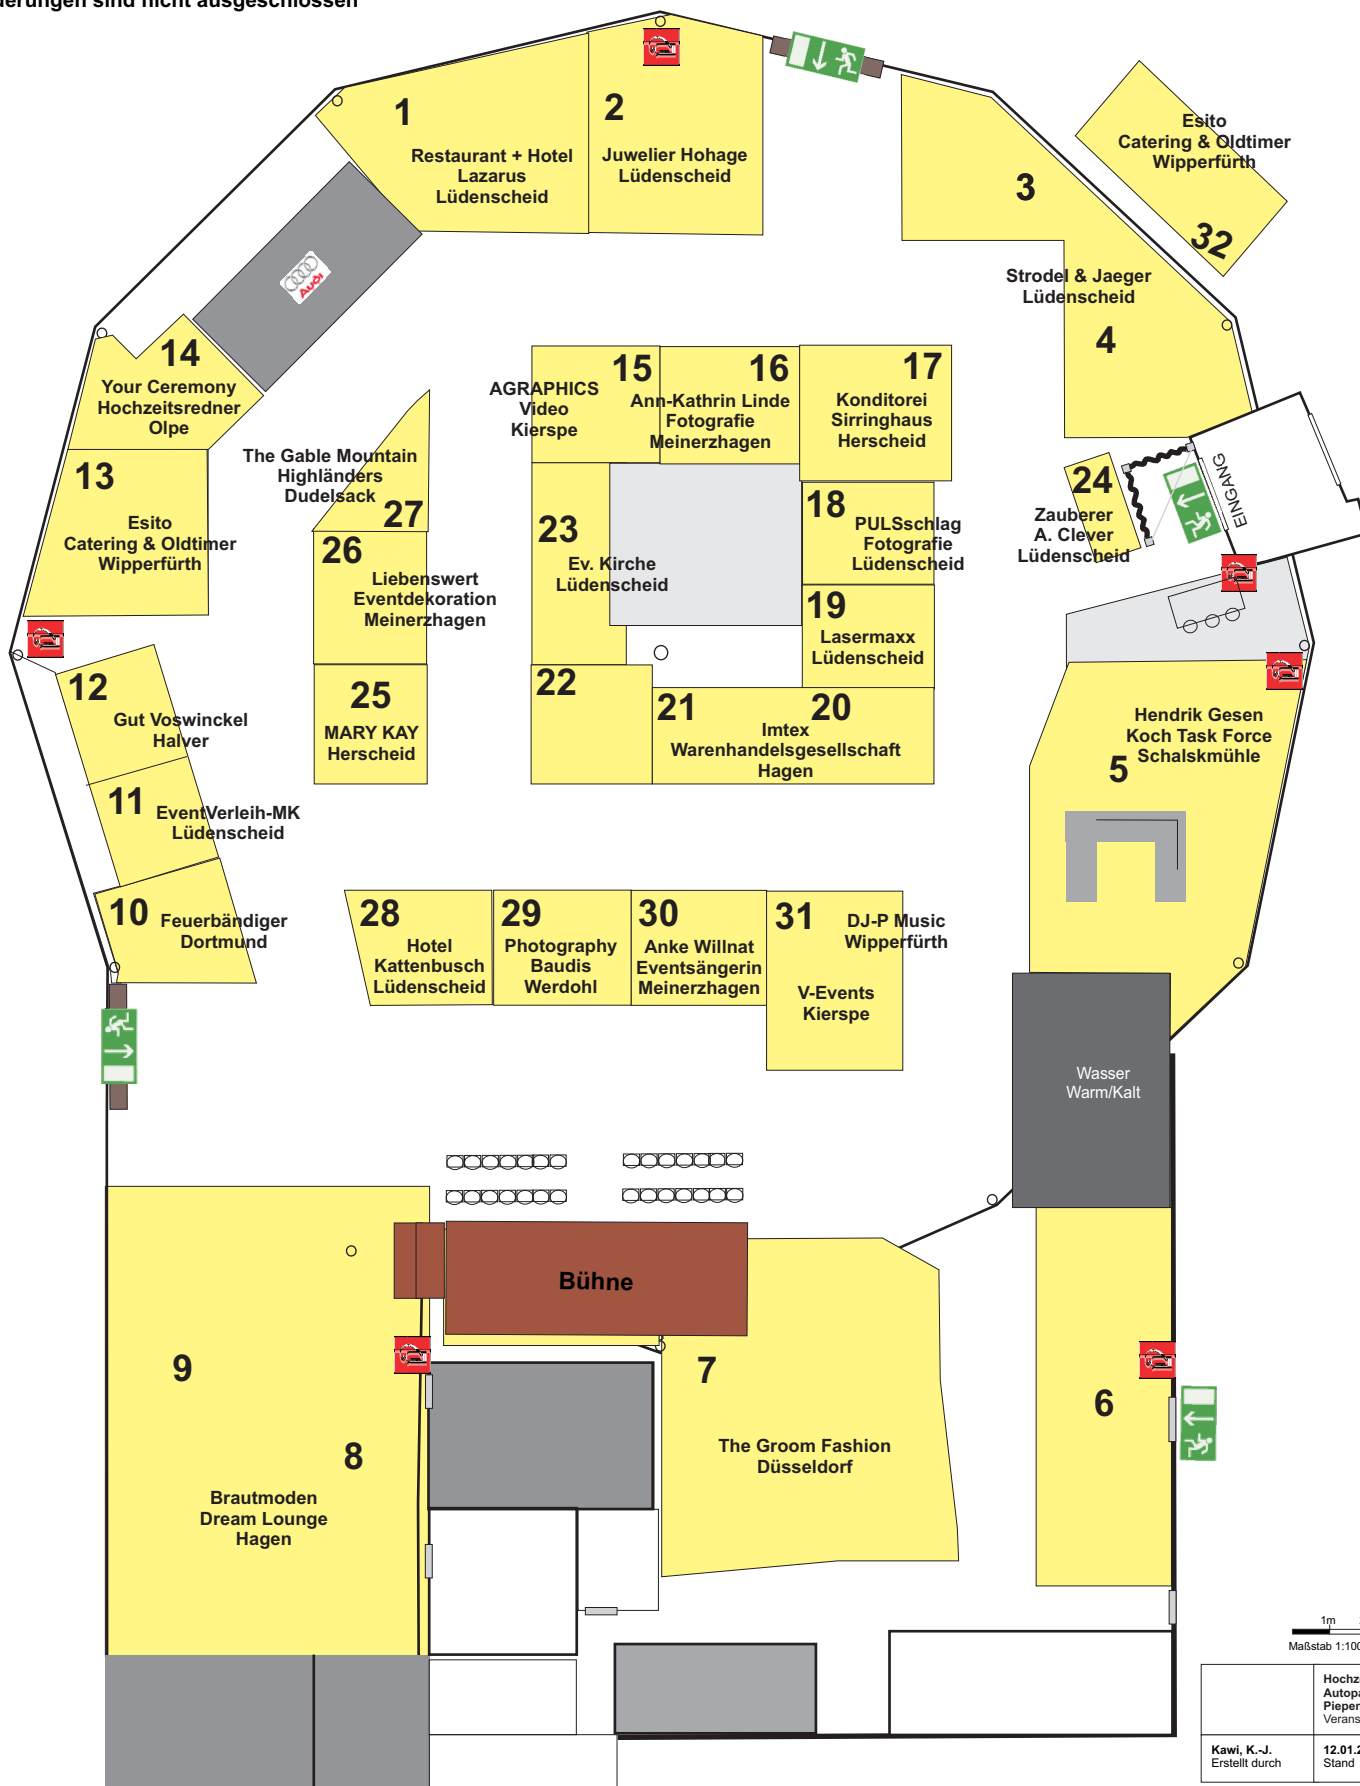 sind nicht ausgeschlossen
1
Restaurant + Hotel
Lazarus
Lüdenscheid
2
Juwelier Hohage
Lüdenscheid
3
Strodel & Jaeger
Lüdenscheid
4
Esito
Catering & Oldtimer
Wipperfürth
32
Audi
14
Your Ceremony
Hochzeitsredner
Olpe
13
Esito
Catering & Oldtimer
Wipperfürth
The Gable Mountain
Highländers
Dudelsack
27
26
Liebenswert
Eventdekoration
Meinerzhagen
25
MARY KAY
Herscheid
15
AGRAPHICS
Video
Kierspe
16
Ann-Kathrin Linde
Fotografie
Meinerzhagen
17
Konditorei
Sirringhaus
Herscheid
18
PULSschlag
Fotografie
Lüdenscheid
19
Lasermaxx
Lüdenscheid
23
Ev. Kirche
Lüdenscheid
22
21
20
Imtex
Warenhandelsgesellschaft
Hagen
24
Zauberer
A. Clever
Lüdenscheid
EINGANG
Hendrik Gesen
Koch Task Force
Schalskmühle
5
12
Gut Voswinckel
Halver
11
EventVerleih-MK
Lüdenscheid
10
Feuerbändiger
Dortmund
28
Hotel
Kattenbusch
Lüdenscheid
29
Photography
Baudis
Werdohl
30
Anke Willnat
Eventsängerin
Meinerzhagen
31
DJ-P Music
Wipperfürth
V-Events
Kierspe
Wasser
Warm/Kalt
Bühne
9
8
Brautmoden
Dream Lounge
Hagen
7
The Groom Fashion
Düsseldorf
6
1m
Maßstab 1:100
Kawi, K.-J.
Erstellt durch
Stand